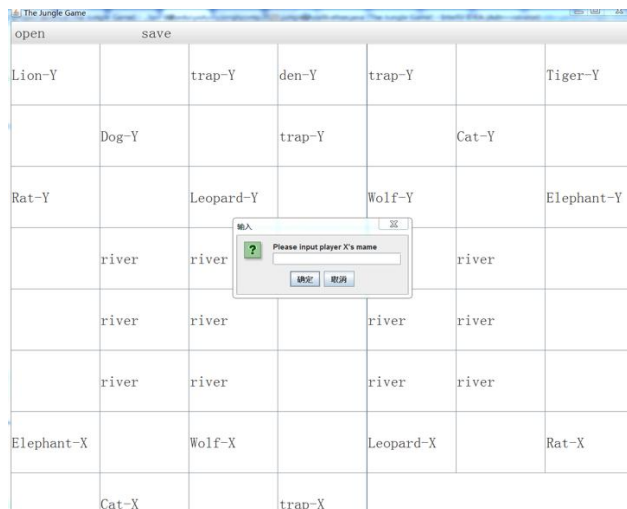 The Jungle Game
open save
Lion-Y trap-Y den-Y trap-Y Tiger-Y
Dog-Y trap-Y Cat-Y
Rat-Y Leopard-Y Wolf-Y Elephant-Y
输入
Please input player X's mame
确定 取消
river river river
river river river river
river river river river
Elephant-X Wolf-X Leopard-X Rat-X
Cat-X trap-X